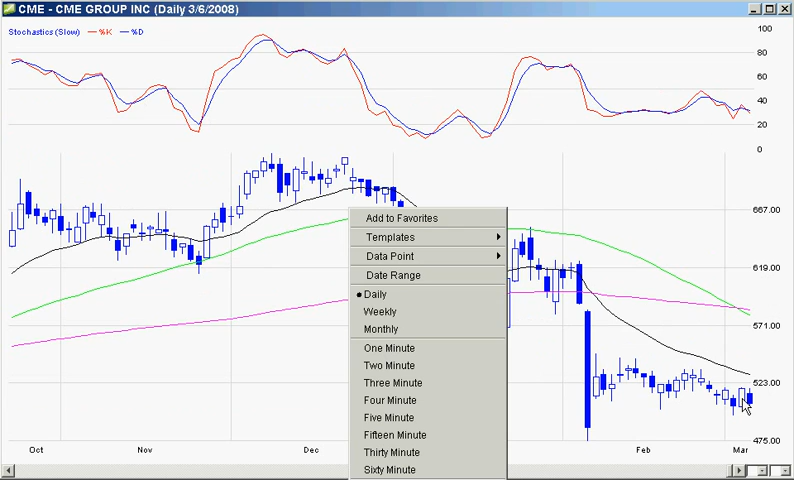 CME - CME GROUP INC (Daily 3/6/2008)
Stochastics (Slow) %K %D
100
80
60
40
20
0
667.00
619.00
571.00
523.00
475.00
Add to Favorites
Templates
Data Point
Date Range
Daily
Weekly
Monthly
One Minute
Two Minute
Three Minute
Four Minute
Five Minute
Fifteen Minute
Thirty Minute
Sixty Minute
Oct Nov Dec Feb Mar